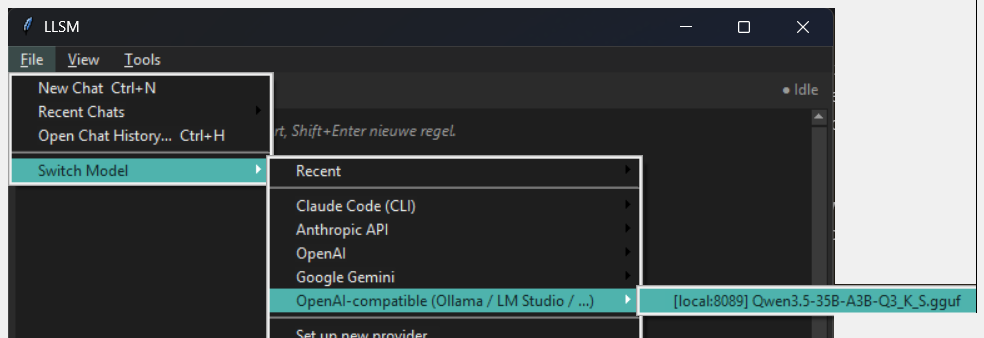 LLSM
File View Tools
New Chat Ctrl+N
Recent Chats
Open Chat History... Ctrl+H
Switch Model
● Idle
rt, Shift+Enter nieuwe regel.
Recent
Claude Code (CLI)
Anthropic API
OpenAI
Google Gemini
OpenAI-compatible (Ollama / LM Studio / ...)
[local:8089] Qwen3.5-35B-A3B-Q3_K_S.gguf
Set up new provider